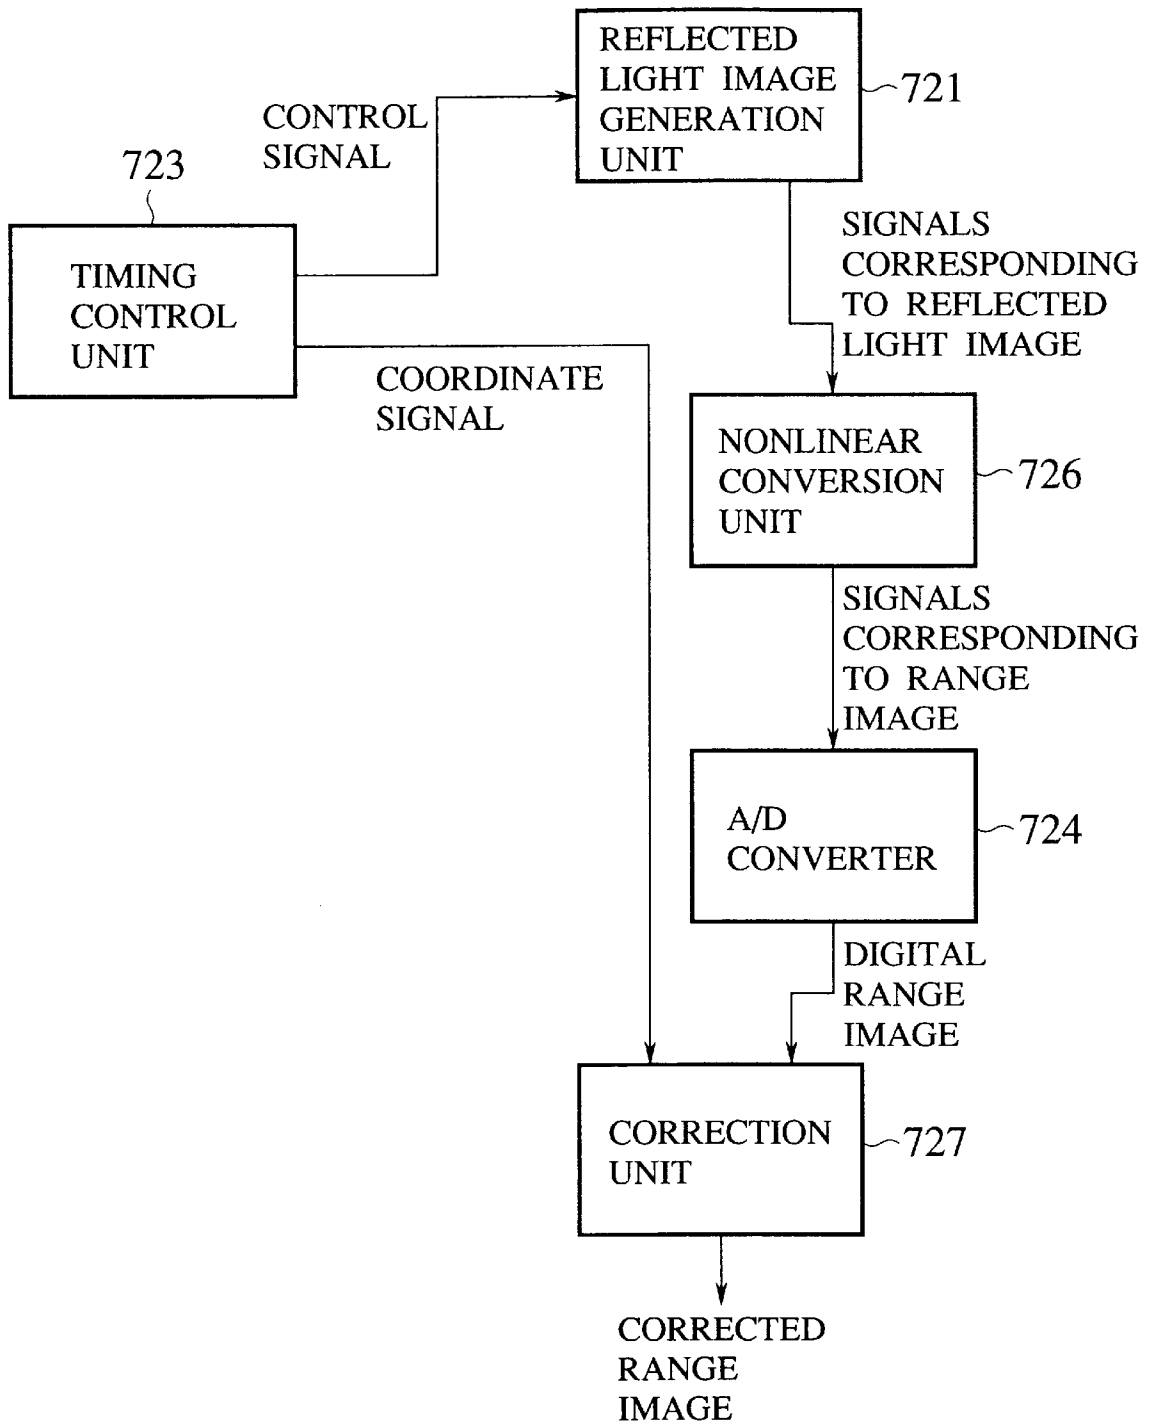 REFLECTED
LIGHT IMAGE
GENERATION
UNIT
721
CONTROL
SIGNAL
723
TIMING
CONTROL
UNIT
SIGNALS
CORRESPONDING
TO REFLECTED
LIGHT IMAGE
COORDINATE
SIGNAL
NONLINEAR
CONVERSION
UNIT
726
SIGNALS
CORRESPONDING
TO RANGE
IMAGE
A/D
CONVERTER
724
DIGITAL
RANGE
IMAGE
CORRECTION
UNIT
727
CORRECTED
RANGE
IMAGE